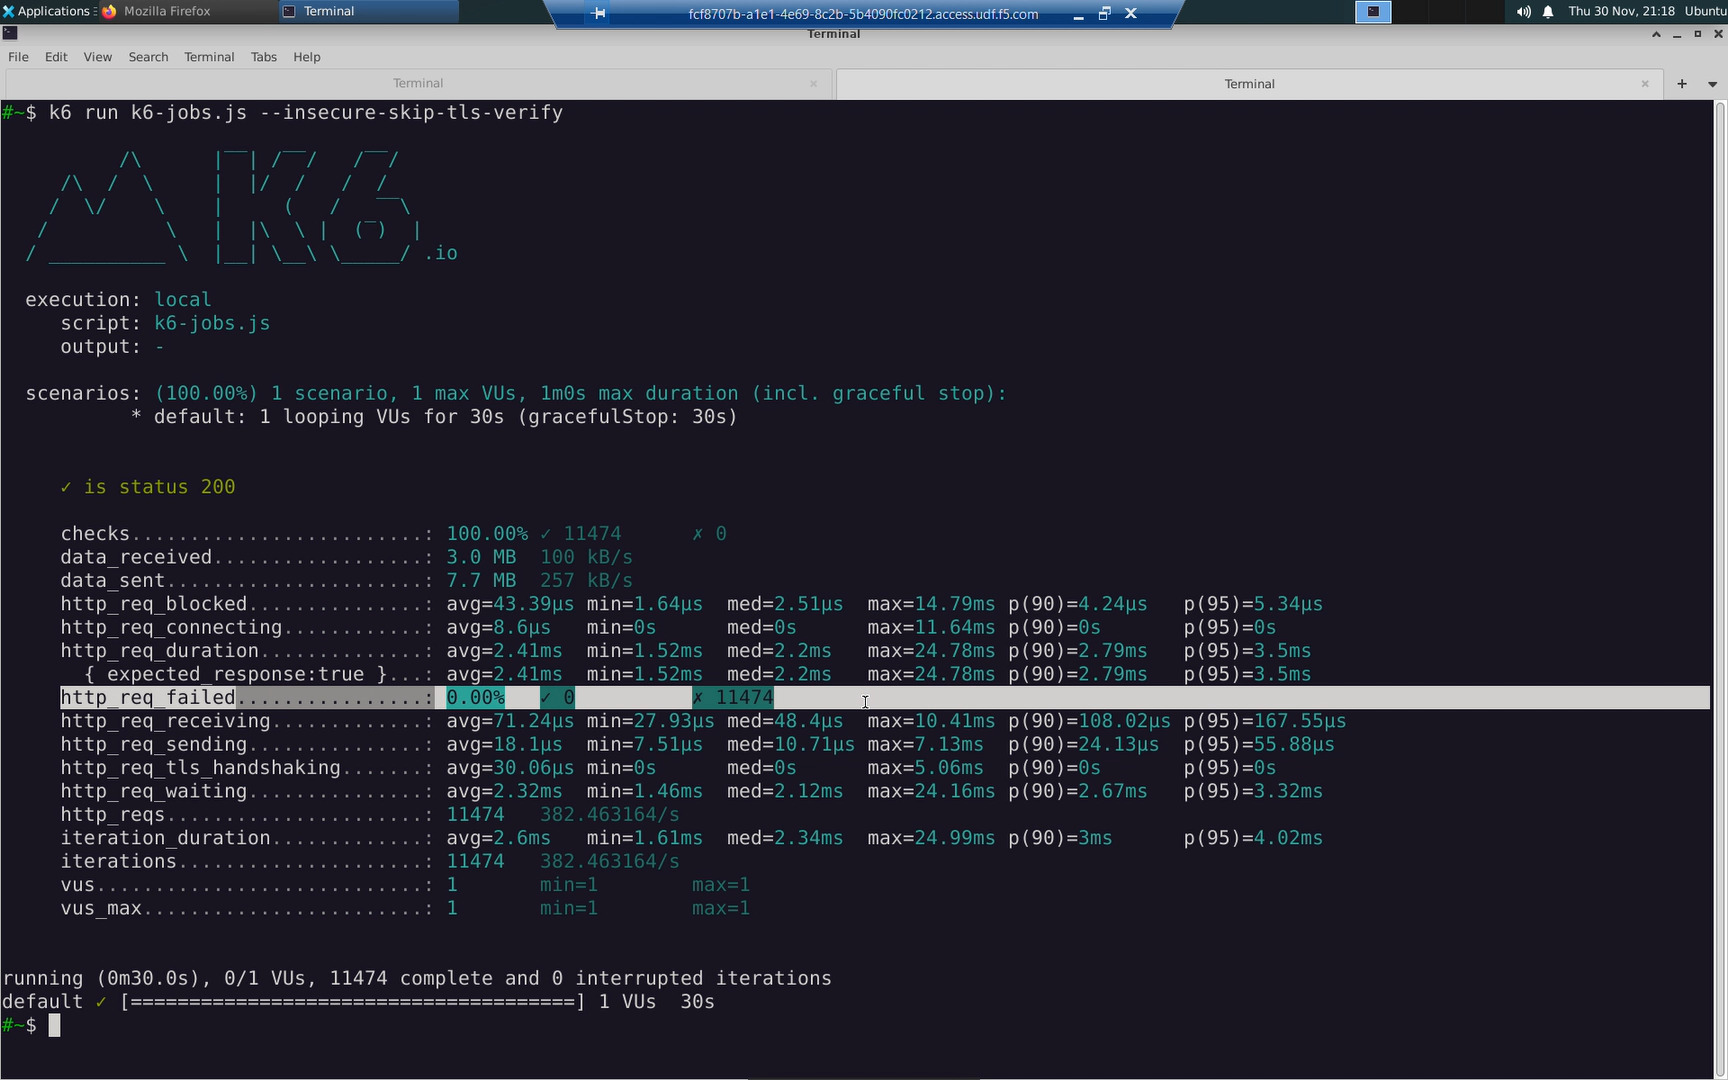 Applications Mozilla Firefox Terminal fcf8707b-a1e1-4e69-8c2b-5b4090fc0212.access.udf.f5.com Thu 30 Nov, 21:18 Ubuntu
Terminal
File Edit View Search Terminal Tabs Help
Terminal Terminal
#~$ k6 run k6-jobs.js --insecure-skip-tls-verify
K6 .io
execution: local
script: k6-jobs.js
output: -
scenarios: (100.00%) 1 scenario, 1 max VUs, 1m0s max duration (incl. graceful stop):
* default: 1 looping VUs for 30s (gracefulStop: 30s)
✓ is status 200
checks.........................: 100.00% ✓ 11474 ✗ 0
data_received..................: 3.0 MB 100 kB/s
data_sent......................: 7.7 MB 257 kB/s
http_req_blocked...............: avg=43.39µs min=1.64µs med=2.51µs max=14.79ms p(90)=4.24µs p(95)=5.34µs
http_req_connecting............: avg=8.6µs min=0s med=0s max=11.64ms p(90)=0s p(95)=0s
http_req_duration..............: avg=2.41ms min=1.52ms med=2.2ms max=24.78ms p(90)=2.79ms p(95)=3.5ms
{ expected_response:true }...: avg=2.41ms min=1.52ms med=2.2ms max=24.78ms p(90)=2.79ms p(95)=3.5ms
http_req_failed................: 0.00% ✓ 0 ✗ 11474
http_req_receiving.............: avg=71.24µs min=27.93µs med=48.4µs max=10.41ms p(90)=108.02µs p(95)=167.55µs
http_req_sending...............: avg=18.1µs min=7.51µs med=10.71µs max=7.13ms p(90)=24.13µs p(95)=55.88µs
http_req_tls_handshaking.......: avg=30.06µs min=0s med=0s max=5.06ms p(90)=0s p(95)=0s
http_req_waiting...............: avg=2.32ms min=1.46ms med=2.12ms max=24.16ms p(90)=2.67ms p(95)=3.32ms
http_reqs......................: 11474 382.463164/s
iteration_duration.............: avg=2.6ms min=1.61ms med=2.34ms max=24.99ms p(90)=3ms p(95)=4.02ms
iterations.....................: 11474 382.463164/s
vus............................: 1 min=1 max=1
vus_max........................: 1 min=1 max=1
running (0m30.0s), 0/1 VUs, 11474 complete and 0 interrupted iterations
default ✓ [======================================] 1 VUs 30s
#~$